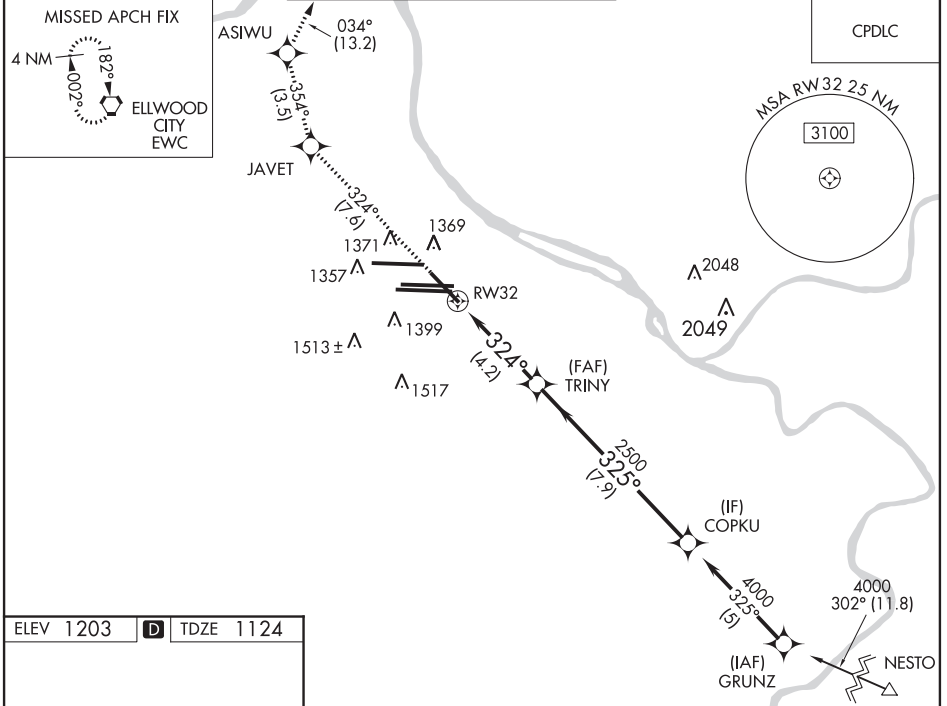 MISSED APCH FIX
4 NM
182°
002°
ELLWOOD
CITY
EWC
ASIWU
034°
(13.2)
CPDLC
354°
(3.5)
MSA RW32 25 NM
3100
JAVET
324°
(7.6)
1371
1369
1357
RW32
2048
2049
1399
1513 ±
1517
324°
(4.2)
(FAF)
TRINY
2500
325°
(7.9)
(IF)
COPKU
4000
325°
(5)
4000
302° (11.8)
(IAF)
GRUNZ
NESTO
ELEV 1203 D TDZE 1124